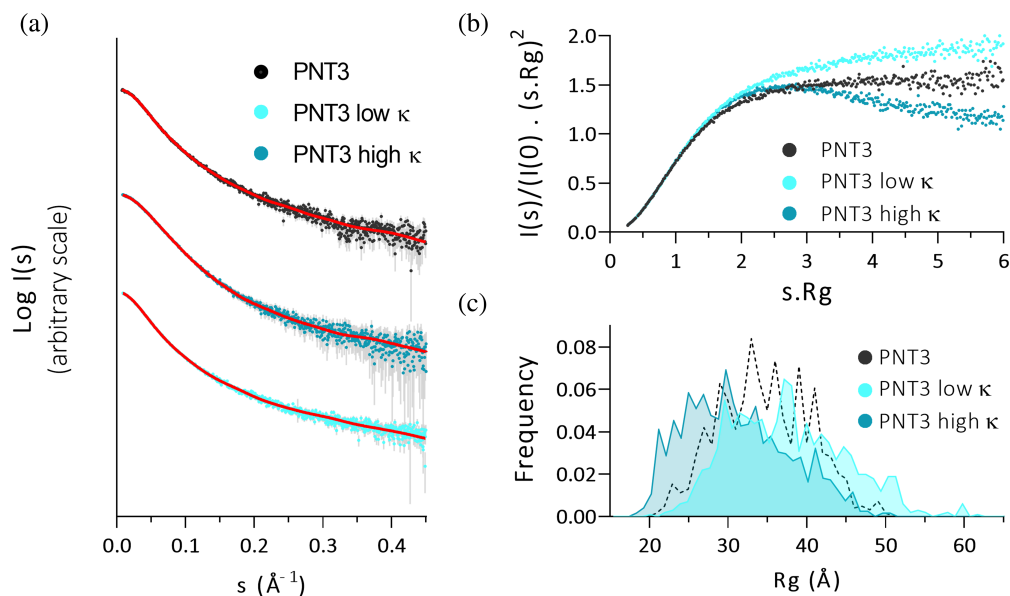 (a)
PNT3
PNT3 low κ
PNT3 high κ
Log I(s)
(arbitrary scale)
0.0 0.1 0.2 0.3 0.4
s (Å⁻¹)
(b)
I(s)/(I(0) . (s.Rg)²
2.0
1.5
1.0
0.5
0.0
PNT3
PNT3 low κ
PNT3 high κ
0 1 2 3 4 5 6
s.Rg
(c)
Frequency
0.08
0.06
0.04
0.02
0.00
PNT3
PNT3 low κ
PNT3 high κ
20 30 40 50 60
Rg (Å)